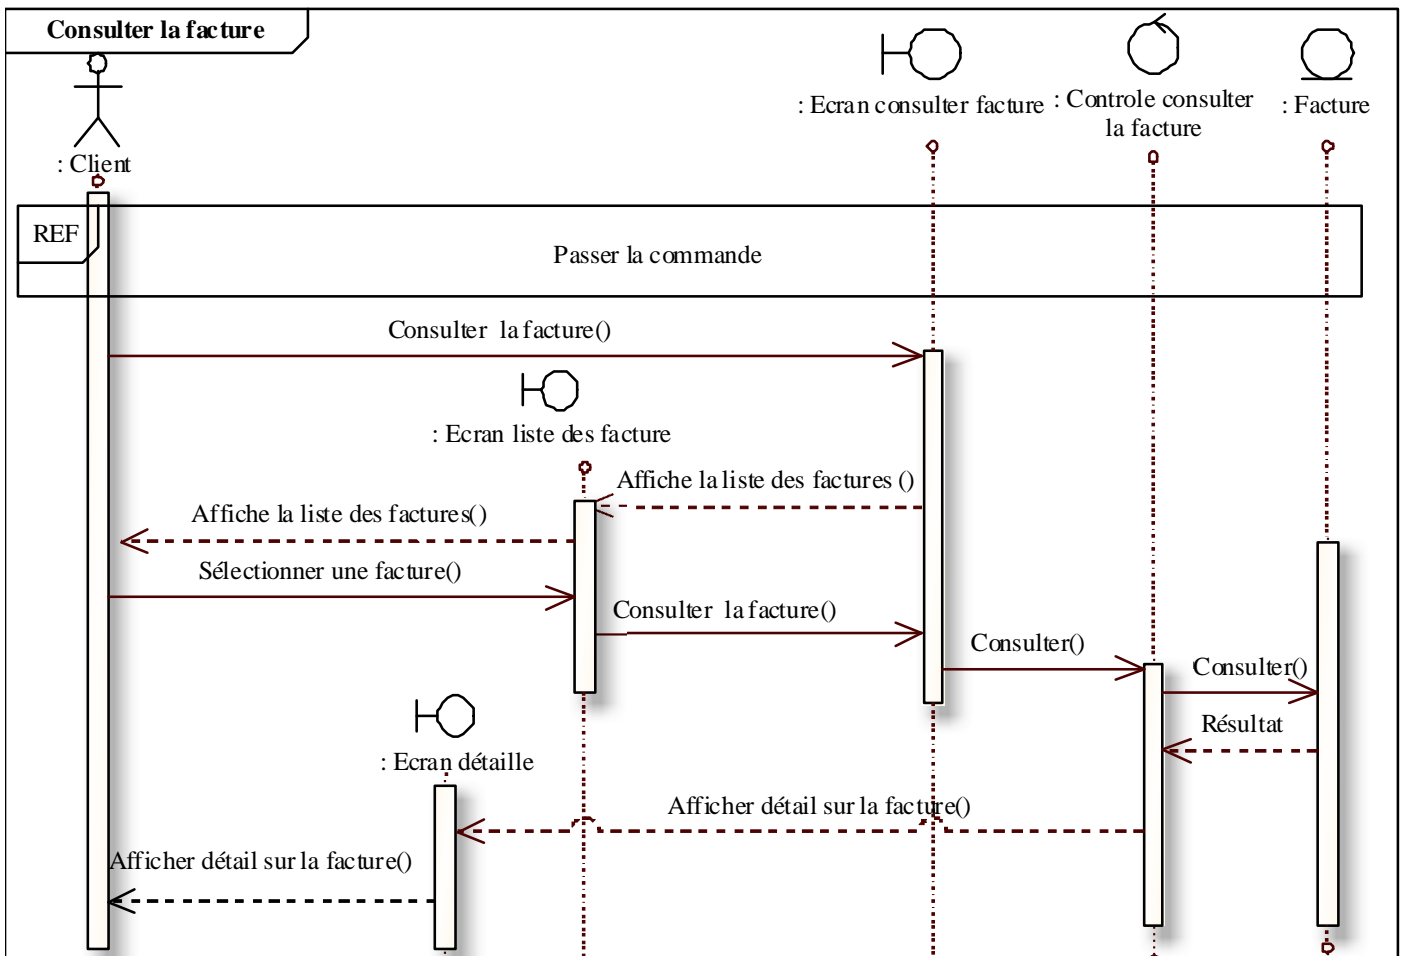 Consulter la facture
: Client
: Ecran consulter facture
: Controle consulter
la facture
: Facture
REF
Passer la commande
Consulter la facture()
: Ecran liste des facture
Affiche la liste des factures ()
Affiche la liste des factures()
Sélectionner une facture()
Consulter la facture()
Consulter()
Consulter()
Résultat
: Ecran détaille
Afficher détail sur la facture()
Afficher détail sur la facture()